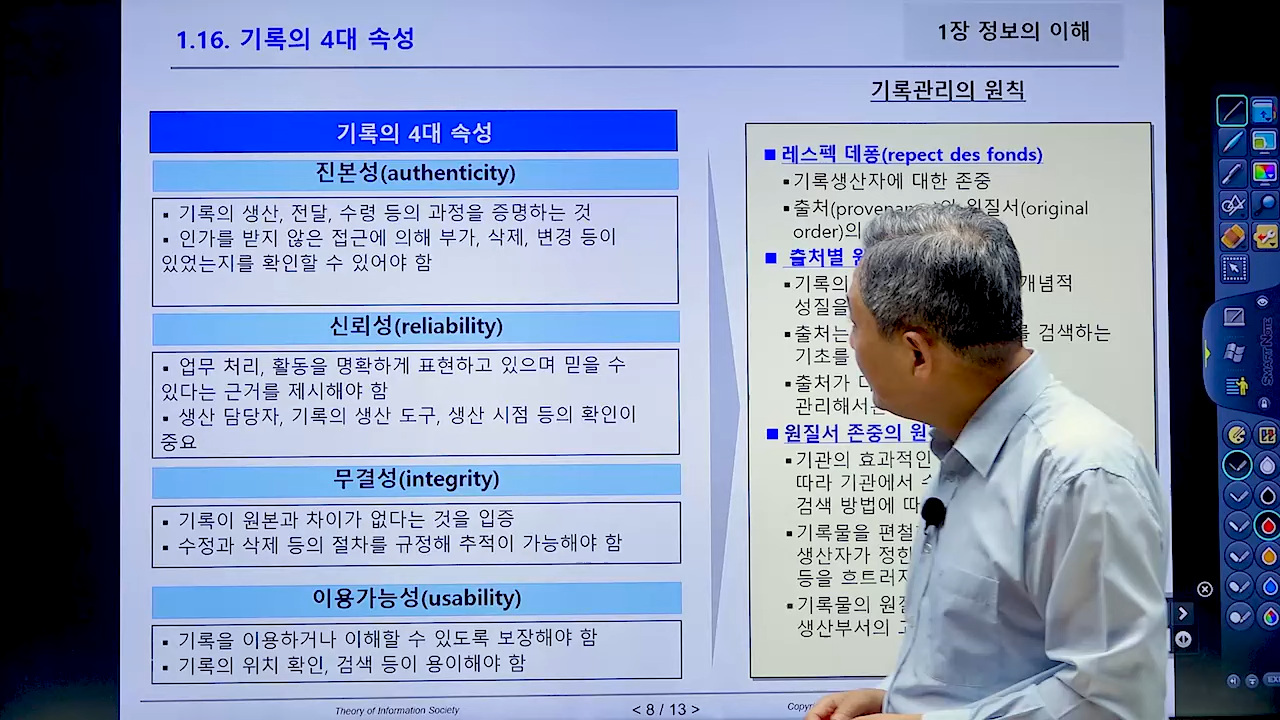 1.16. 기록의 4대 속성
1장 정보의 이해
기록의 4대 속성
진본성(authenticity)
▪ 기록의 생산, 전달, 수령 등의 과정을 증명하는 것
▪ 인가를 받지 않은 접근에 의해 부가, 삭제, 변경 등이
있었는지를 확인할 수 있어야 함
신뢰성(reliability)
▪ 업무 처리, 활동을 명확하게 표현하고 있으며 믿을 수
있다는 근거를 제시해야 함
▪ 생산 담당자, 기록의 생산 도구, 생산 시점 등의 확인이
중요
무결성(integrity)
▪ 기록이 원본과 차이가 없다는 것을 입증
▪ 수정과 삭제 등의 절차를 규정해 추적이 가능해야 함
이용가능성(usability)
▪ 기록을 이용하거나 이해할 수 있도록 보장해야 함
▪ 기록의 위치 확인, 검색 등이 용이해야 함
기록관리의 원칙
■ 레스펙 데퐁(repect des fonds)
▪기록생산자에 대한 존중
▪출처 원질서(original
order)의
■ 출처별
▪기록의 개념적
성질을
▪출처는 를 검색하는
기초를
▪출처가
관리해서는
■ 원질서 존중의
▪기관의 효과적인
따라 기관에서
검색 방법에
▪기록물을
생산자가
등을
▪기록물의
생산부서의
Theory of Information Society
< 8 / 13 >
SMART NOTE